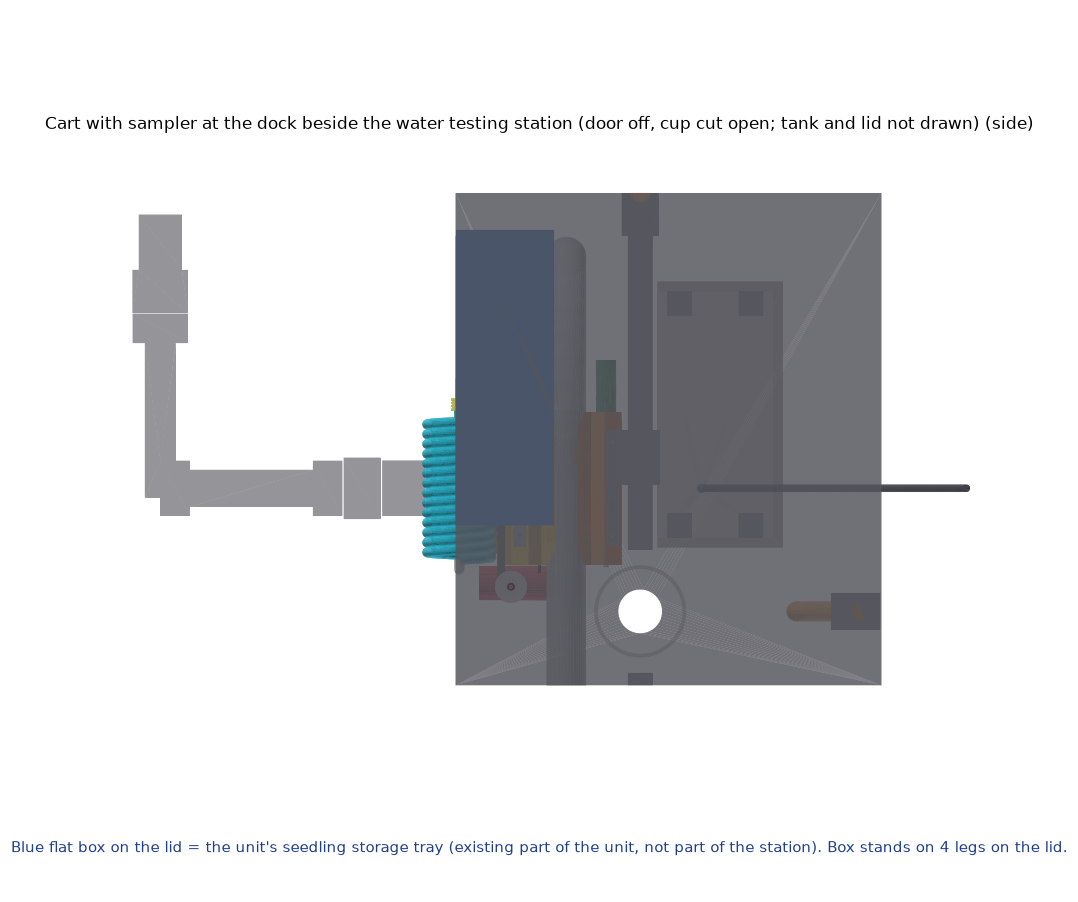 Cart with sampler at the dock beside the water testing station (door off, cup cut open; tank and lid not drawn) (side)
Blue flat box on the lid = the unit's seedling storage tray (existing part of the unit, not part of the station). Box stands on 4 legs on the lid.